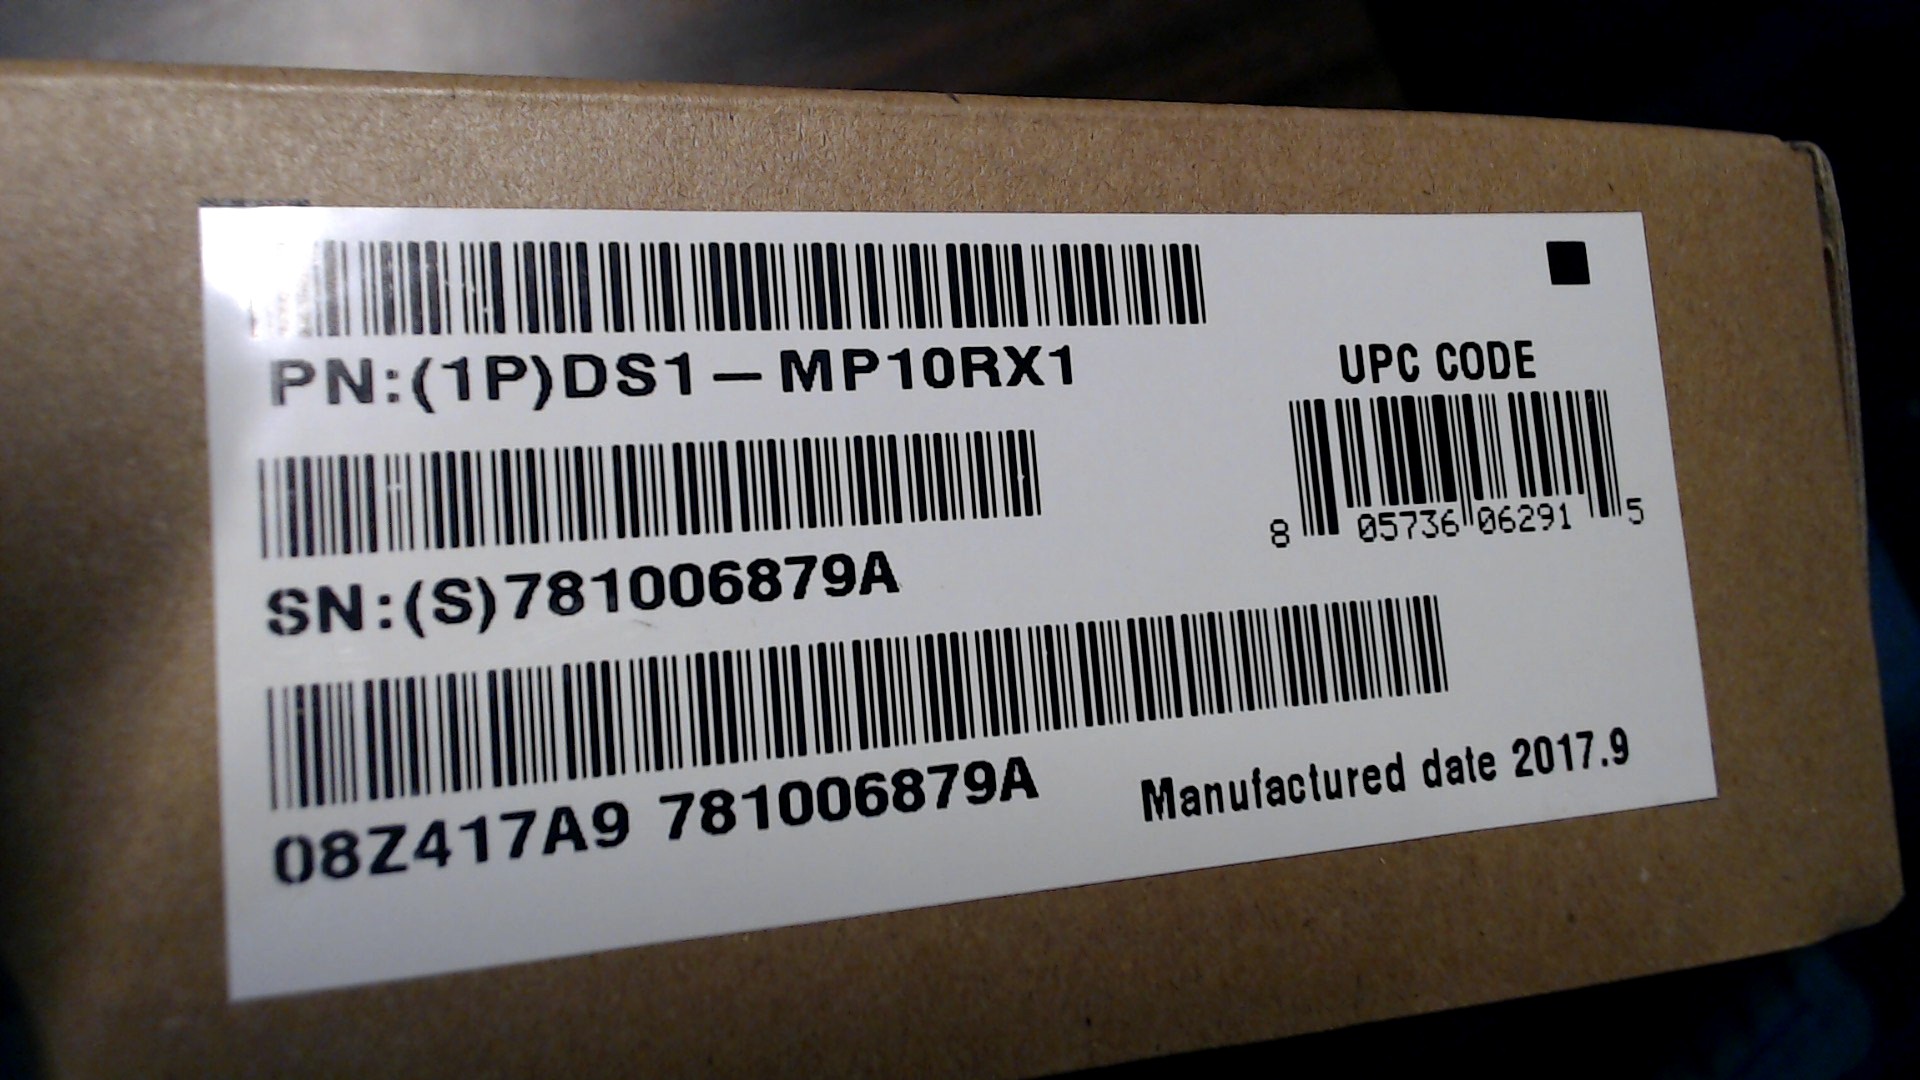 PN:(1P)DS1-MP10RX1
UPC CODE
8 05736 06291 5
SN:(S)781006879A
08Z417A9 781006879A
Manufactured date 2017.9